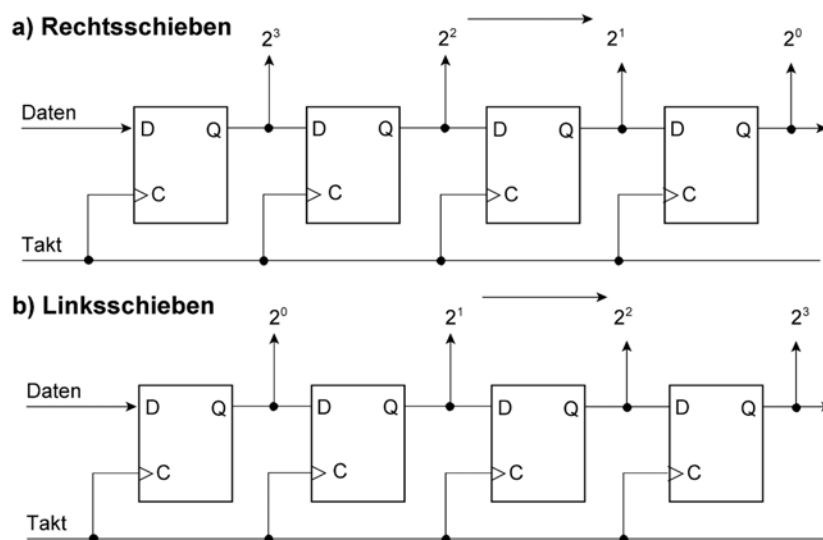 a) Rechtsschieben
2³ 2² 2¹ 2⁰
Daten
D Q D Q D Q D Q
C C C C
Takt
b) Linksschieben
2⁰ 2¹ 2² 2³
Daten
D Q D Q D Q D Q
C C C C
Takt